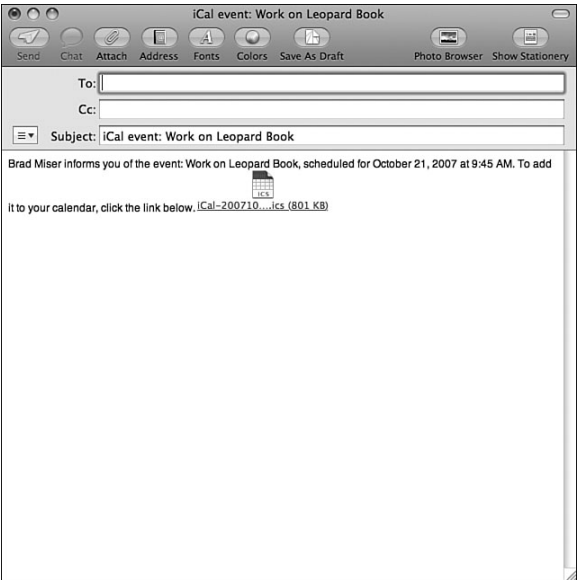 iCal event: Work on Leopard Book
Send Chat Attach Address Fonts Colors Save As Draft Photo Browser Show Stationery
To:
Cc:
Subject: iCal event: Work on Leopard Book
Brad Miser informs you of the event: Work on Leopard Book, scheduled for October 21, 2007 at 9:45 AM. To add
ICS
it to your calendar, click the link below. iCal-200710....ics (801 KB)